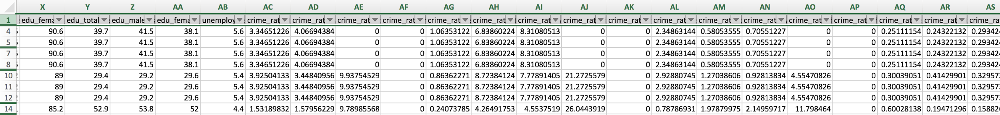 X Y Z AA AB AC AD AE AF AG AH AI AJ AK AL AM AN AO AP AQ AR AS
1 edu_fema edu_total edu_male edu_fema unemploy crime_rat crime_rat crime_rat crime_rat crime_rat crime_rat crime_rat crime_rat crime_rat crime_rat crime_rat crime_rat crime_rat crime_rat crime_rat crime_rat crime_ra
4 90.6 39.7 41.5 38.1 5.6 3.34651226 4.06694384 0 0 1.06353122 6.83860224 8.31080513 0 0 2.34863144 0.58053555 0.70551227 0 0 0.25111154 0.24322132 0.29342
5 90.6 39.7 41.5 38.1 5.6 3.34651226 4.06694384 0 0 1.06353122 6.83860224 8.31080513 0 0 2.34863144 0.58053555 0.70551227 0 0 0.25111154 0.24322132 0.29342
7 90.6 39.7 41.5 38.1 5.6 3.34651226 4.06694384 0 0 1.06353122 6.83860224 8.31080513 0 0 2.34863144 0.58053555 0.70551227 0 0 0.25111154 0.24322132 0.29342
8 90.6 39.7 41.5 38.1 5.6 3.34651226 4.06694384 0 0 1.06353122 6.83860224 8.31080513 0 0 2.34863144 0.58053555 0.70551227 0 0 0.25111154 0.24322132 0.29342
10 89 29.4 29.2 29.6 5.4 3.92504133 3.44840956 9.93754529 0 0.86362271 8.72384124 7.77891405 21.2725579 0 2.92880745 1.27038606 0.92813834 4.55470826 0 0.30039051 0.41429901 0.32957
11 89 29.4 29.2 29.6 5.4 3.92504133 3.44840956 9.93754529 0 0.86362271 8.72384124 7.77891405 21.2725579 0 2.92880745 1.27038606 0.92813834 4.55470826 0 0.30039051 0.41429901 0.32957
12 89 29.4 29.2 29.6 5.4 3.92504133 3.44840956 9.93754529 0 0.86362271 8.72384124 7.77891405 21.2725579 0 2.92880745 1.27038606 0.92813834 4.55470826 0 0.30039051 0.41429901 0.32957
14 85.2 52.9 53.8 52 4.4 1.53189832 1.57956229 9.78985568 0 0.24073785 4.26491753 4.5537519 26.0443919 0 0.78786931 1.97879975 2.14959717 11.798464 0 0.60028138 0.19471296 0.15882